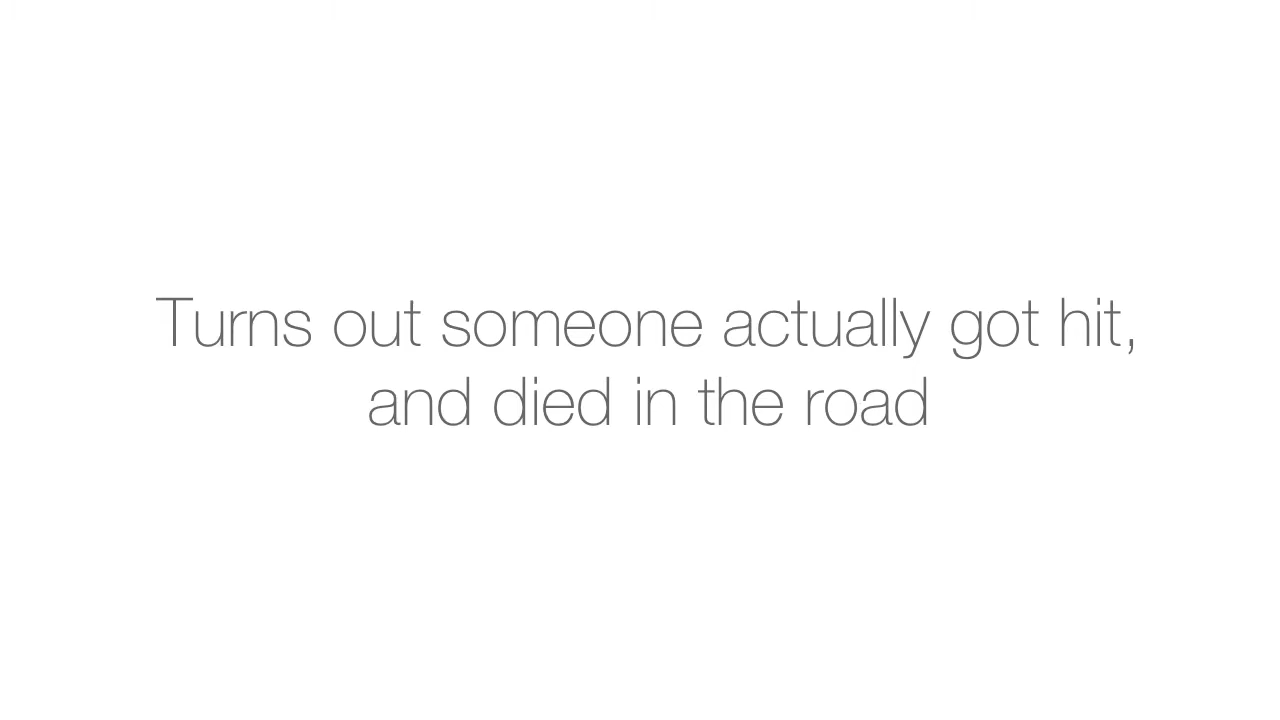 Turns out someone actually got hit,
and died in the road